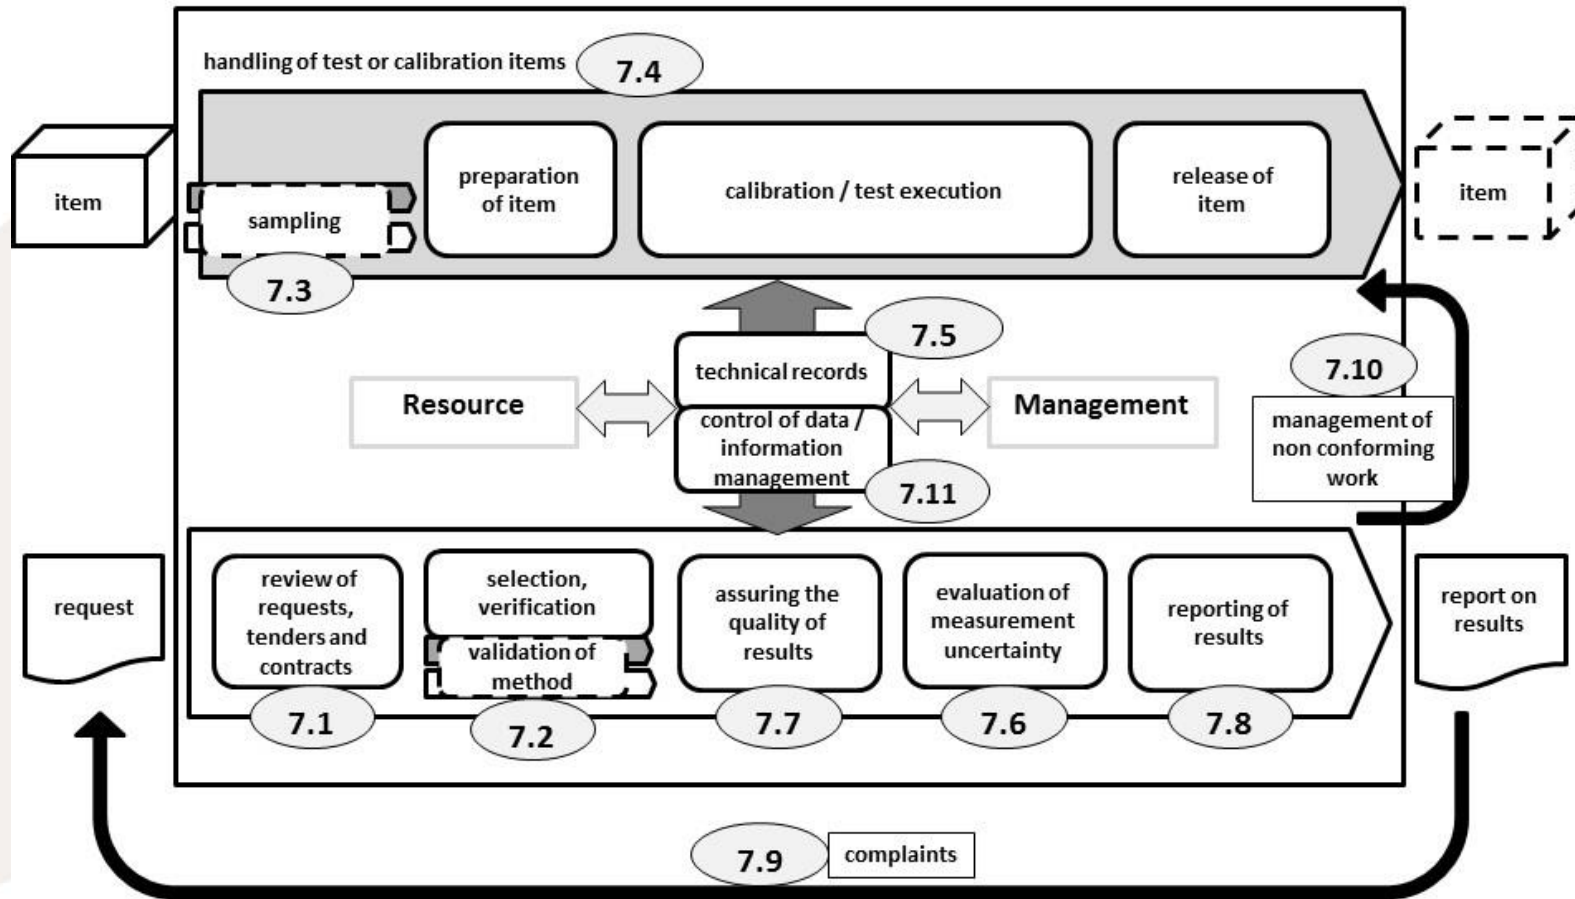 handling of test or calibration items
7.4
item
sampling
7.3
preparation
of item
calibration / test execution
release of
item
item
7.5
technical records
Resource
Management
control of data /
information
management
7.11
7.10
management of
non conforming
work
request
review of
requests,
tenders and
contracts
7.1
selection,
verification
validation of
method
7.2
assuring the
quality of
results
7.7
evaluation of
measurement
uncertainty
7.6
reporting of
results
7.8
report on
results
7.9
complaints